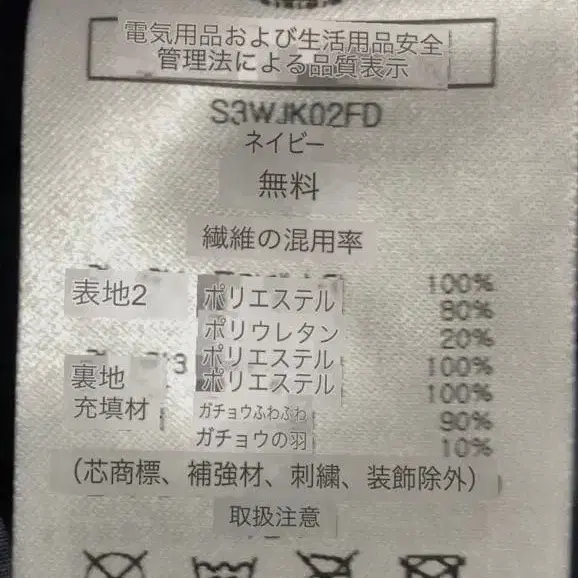 電気用品および生活用品安全
管理法による品質表示
S3WJK02FD
ネイビー
無料
繊維の混用率
100%
表地2 ポリエステル 80%
ポリウレタン 20%
ポリエステル 100%
裏地 ポリエステル 100%
充填材 ガチョウふわふわ 90%
ガチョウの羽 10%
（芯商標、補強材、刺繍、装飾除外）
取扱注意